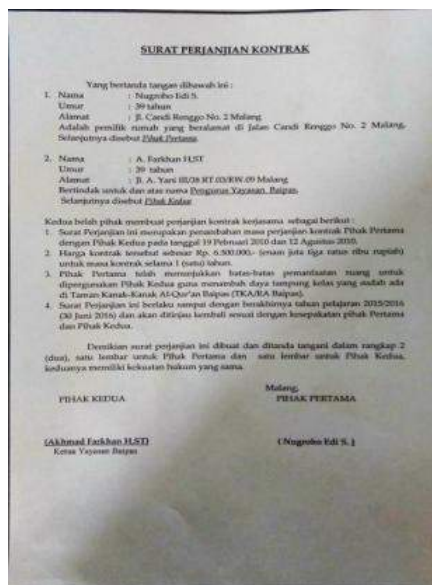 SURAT PERJANJIAN KONTRAK
Yang bertanda tangan dibawah ini :
1. Nama : Nugroho Edi S.
Umur : 39 tahun
Alamat : Jl. Candi Renggo No. 2 Malang
Adalah pemilik rumah yang beralamat di Jalan Candi Renggo No. 2 Malang,
Selanjutnya disebut Pihak Pertama.
2. Nama : A. Farkhan H,ST
Umur : 39 tahun
Alamat : Jl. A. Yani III/38 RT.03/RW.09 Malang
Bertindak untuk dan atas nama Pengurus Yayasan Baipas.
Selanjutnya disebut Pihak Kedua
Kedua belah pihak membuat perjanjian kontrak kerjasama sebagai berikut :
1. Surat Perjanjian ini merupakan penambahan masa perjanjian kontrak Pihak Pertama
dengan Pihak Kedua pada tanggal 19 Pebruari 2010 dan 12 Agustus 2010.
2. Harga kontrak tersebut sebesar Rp. 6.300.000,- (enam juta tiga ratus ribu rupiah)
untuk masa kontrak selama 1 (satu) tahun.
3. Pihak Pertama telah menunjukkan batas-batas pemanfaatan ruang untuk
dipergunakan Pihak Kedua guna menambah daya tampung kelas yang sudah ada
di Taman Kanak-Kanak Al-Qur'an Baipas (TKA/RA Baipas).
4. Surat Perjanjian ini berlaku sampai dengan berakhirnya tahun pelajaran 2015/2016
(30 Juni 2016) dan akan ditinjau kembali sesuai dengan kesepakatan pihak Pertama
dan Pihak Kedua.
Demikian surat perjanjian ini dibuat dan ditanda tangani dalam rangkap 2
(dua), satu lembar untuk Pihak Pertama dan satu lembar untuk Pihak Kedua,
keduanya memiliki kekuatan hukum yang sama.
Malang,
PIHAK KEDUA PIHAK PERTAMA
(Akhmad Farkhan H,ST) ( Nugroho Edi S. )
Ketua Yayasan Baipas